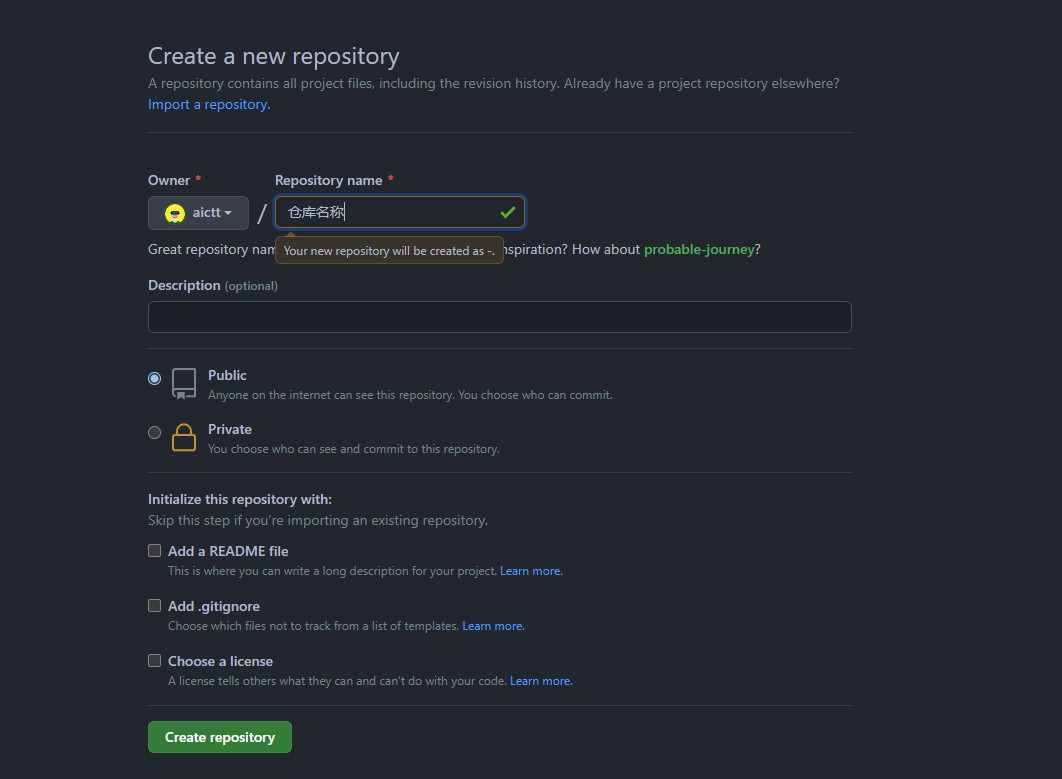 Create a new repository
A repository contains all project files, including the revision history. Already have a project repository elsewhere?
Import a repository.
Owner *
Repository name *
aictt
/
仓库名称
Great repository nam
Your new repository will be created as -.
nspiration? How about probable-journey?
Description (optional)
Public
Anyone on the internet can see this repository. You choose who can commit.
Private
You choose who can see and commit to this repository.
Initialize this repository with:
Skip this step if you're importing an existing repository.
Add a README file
This is where you can write a long description for your project. Learn more.
Add .gitignore
Choose which files not to track from a list of templates. Learn more.
Choose a license
A license tells others what they can and can't do with your code. Learn more.
Create repository